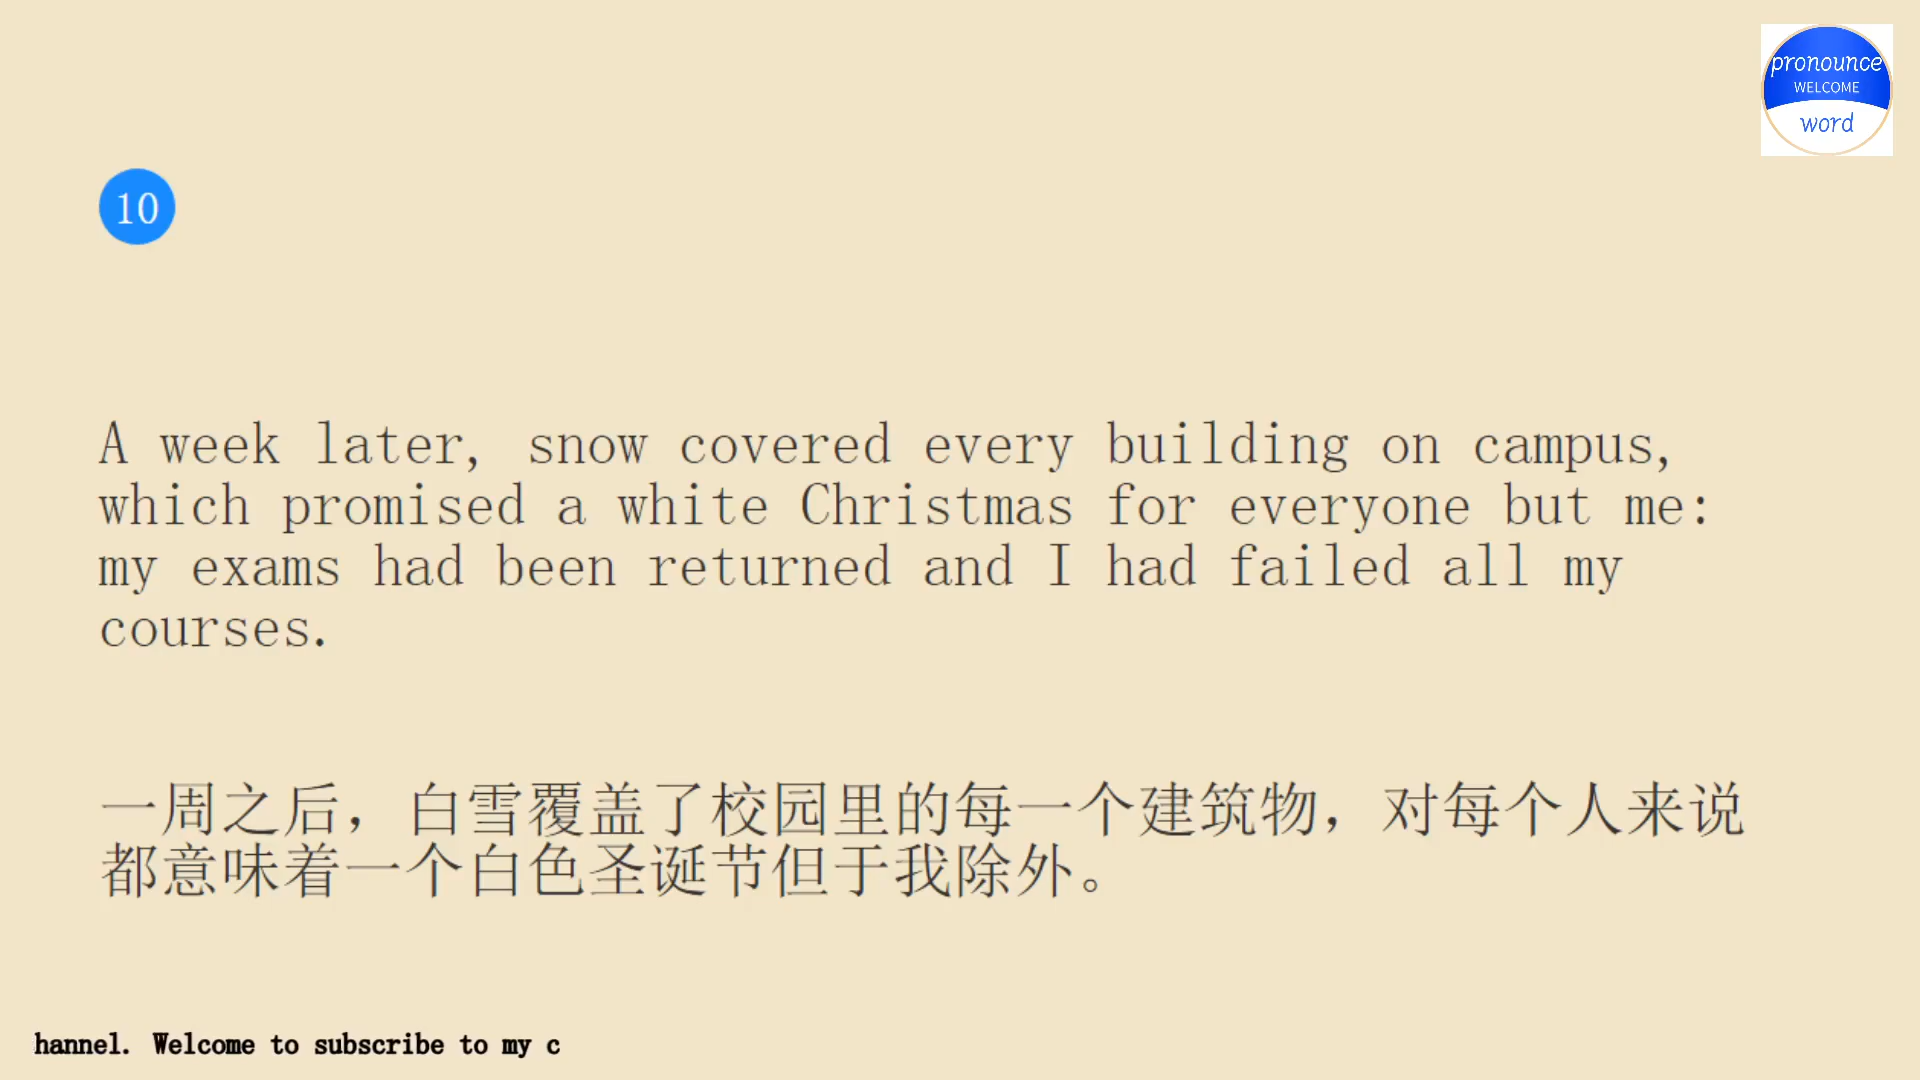 pronounce
WELCOME
word
10
A week later, snow covered every building on campus,
which promised a white Christmas for everyone but me:
my exams had been returned and I had failed all my
courses.
一周之后，白雪覆盖了校园里的每一个建筑物，对每个人来说
都意味着一个白色圣诞节但于我除外。
hannel. Welcome to subscribe to my c